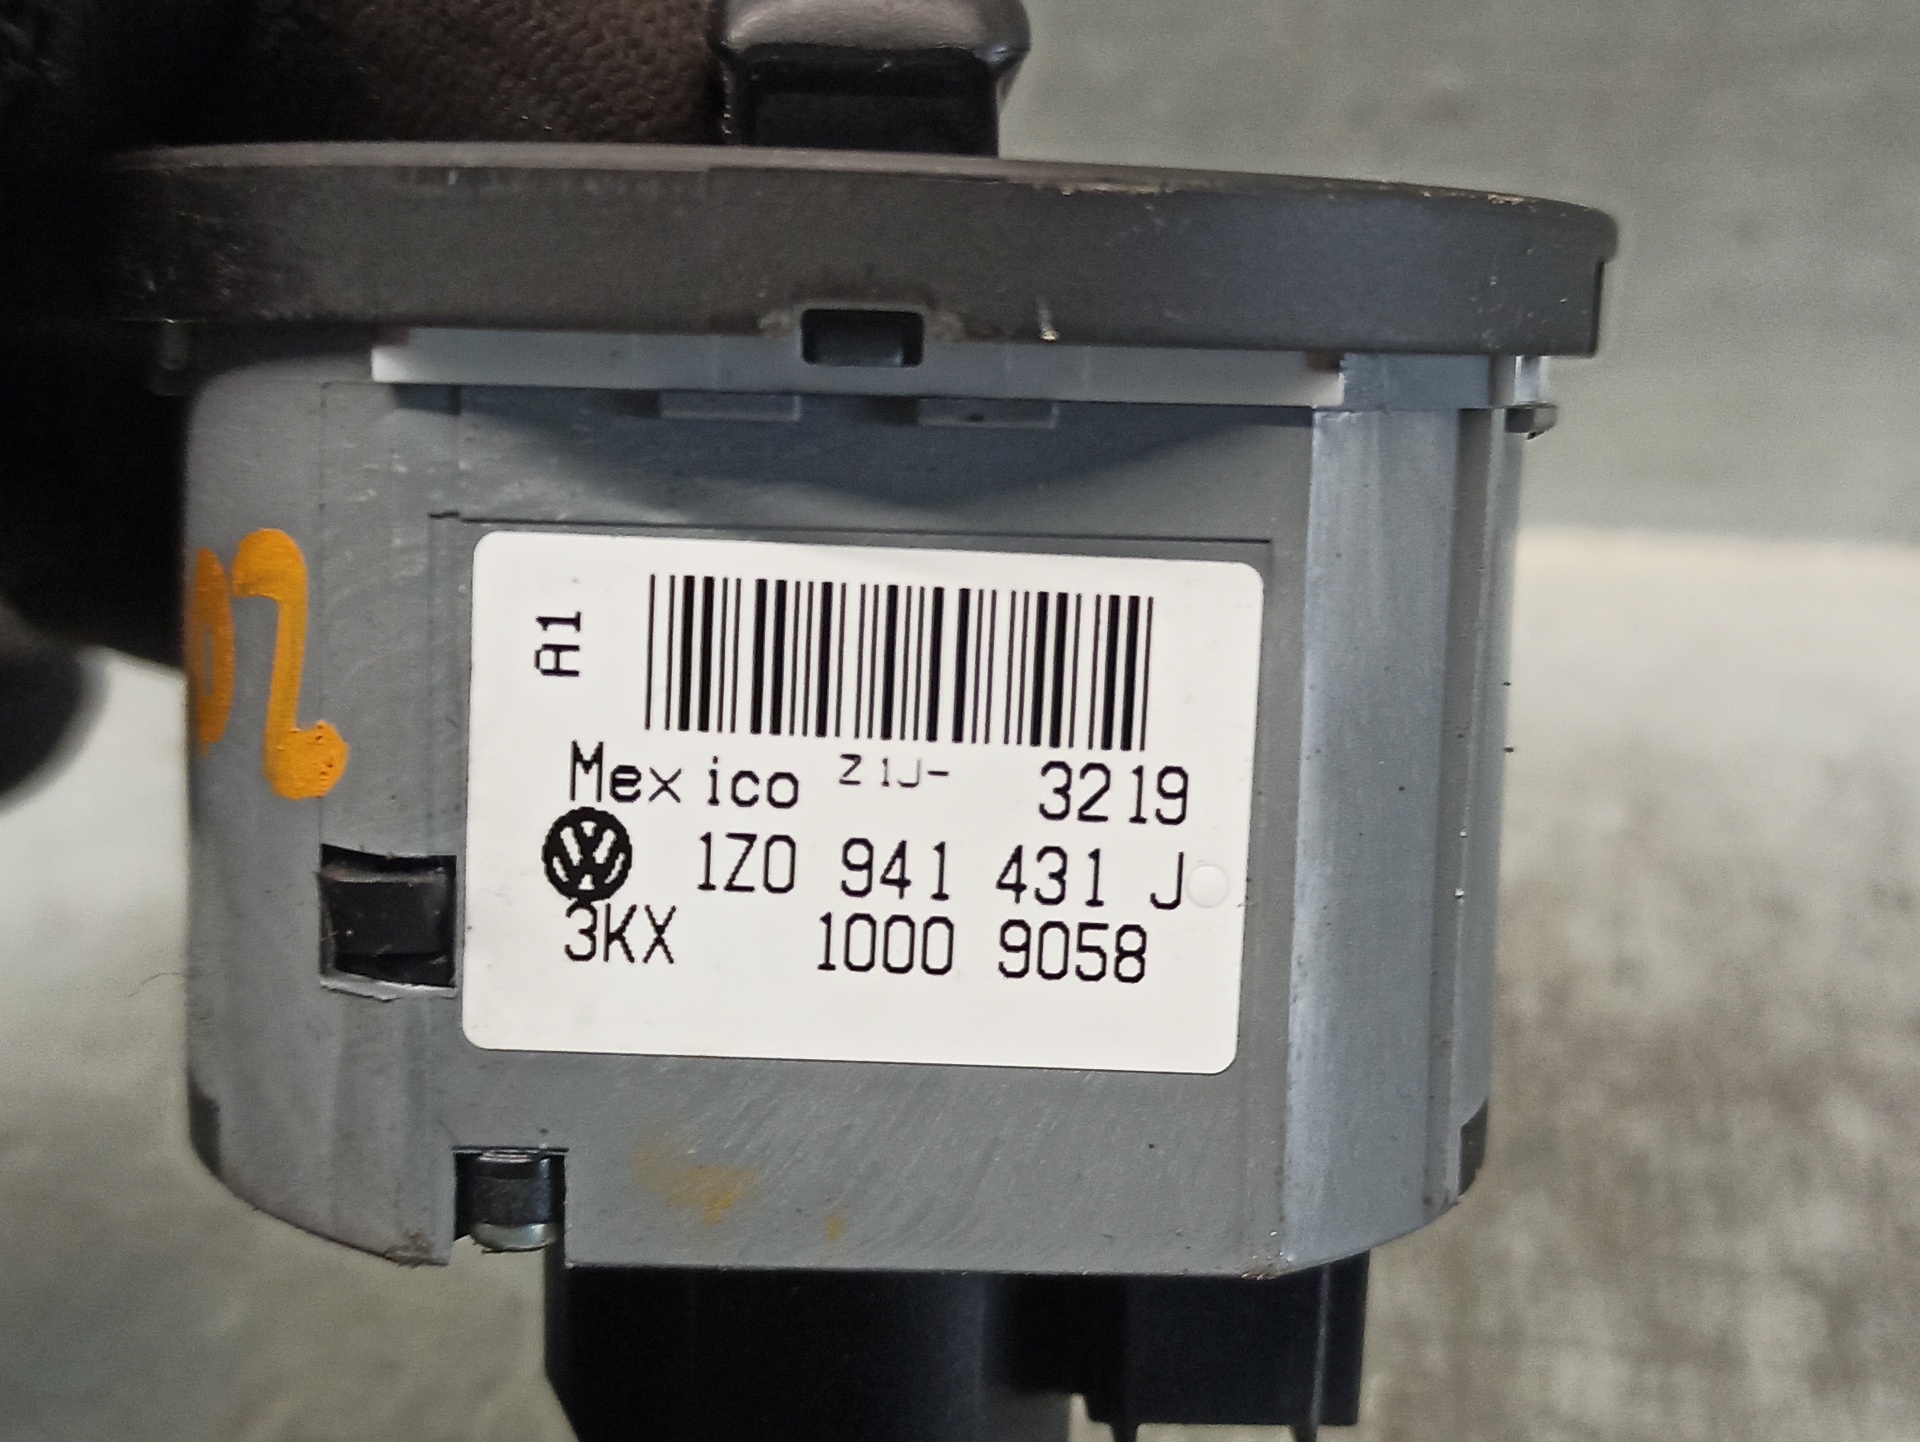 A1
Mexico Z1J- 3219
1Z0 941 431 J
3KX 1000 9058